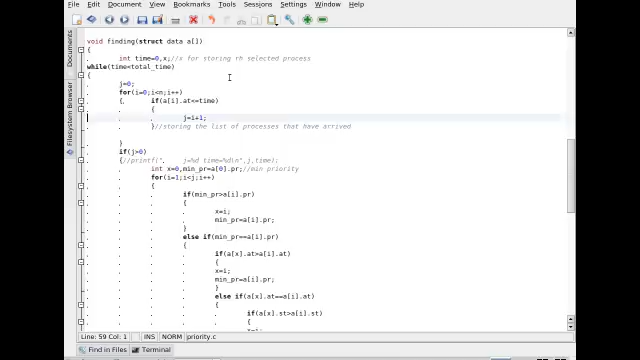 File Edit Document View Bookmarks Tools Sessions Settings Window Help
Documents
Filesystem Browser
void finding(struct data a[])
{
int time=0,x;//x for storing rh selected process
while(time<total_time)
{
j=0;
for(i=0;i<n;i++)
{ if(a[i].at<=time)
{
j=i+1;
}//storing the list of processes that have arrived
}
if(j>0)
{//printf(", j=%d time=%d\n",j,time);
int x=0,min_pr=a[0].pr;//min priority
for(i=1;i<j;i++)
{
if(min_pr>a[i].pr)
{
x=i;
min_pr=a[i].pr;
}
else if(min_pr==a[i].pr)
{
if(a[x].at>a[i].at)
{
x=i;
min_pr=a[i].pr;
}
else if(a[x].at==a[i].at)
{
if(a[x].st>a[i].st)
{
Line: 59 Col: 1 INS NORM priority.c
Find in Files Terminal